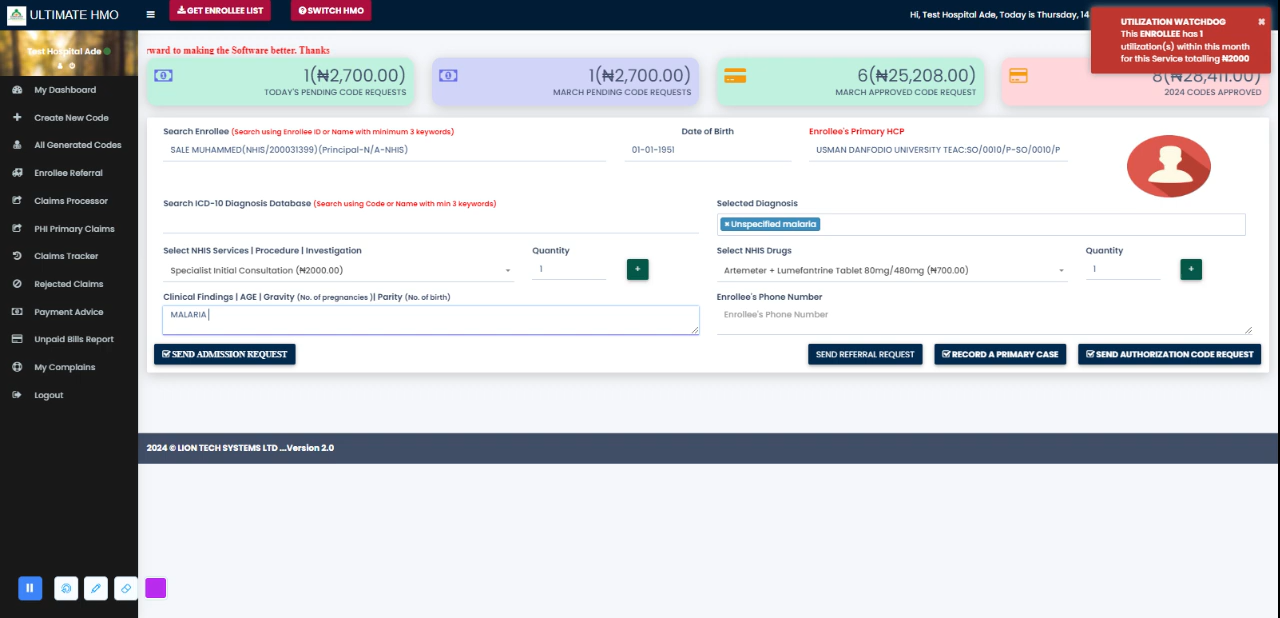 ULTIMATE HMO
GET ENROLLEE LIST
SWITCH HMO
Hi, Test Hospital Ade, Today is Thursday, 14
UTILIZATION WATCHDOG
This ENROLLEE has 1
utilization(s) within this month
for this Service totalling ₦2000
Test Hospital Ade
rward to making the Software better. Thanks
1(₦2,700.00)
TODAY'S PENDING CODE REQUESTS
1(₦2,700.00)
MARCH PENDING CODE REQUESTS
6(₦25,208.00)
MARCH APPROVED CODE REQUEST
8(₦28,411.00)
2024 CODES APPROVED
My Dashboard
Create New Code
All Generated Codes
Enrollee Referral
Claims Processor
PHI Primary Claims
Claims Tracker
Rejected Claims
Payment Advice
Unpaid Bills Report
My Complains
Logout
Search Enrollee (Search using Enrollee ID or Name with minimum 3 keywords)
SALE MUHAMMED(NHIS/200031399)(Principal-N/A-NHIS)
Date of Birth
01-01-1951
Enrollee's Primary HCP
USMAN DANFODIO UNIVERSITY TEAC:SO/0010/P-SO/0010/P
Search ICD-10 Diagnosis Database (Search using Code or Name with min 3 keywords)
Selected Diagnosis
× Unspecified malaria
Select NHIS Services | Procedure | Investigation
Specialist Initial Consultation (₦2000.00)
Quantity
1
+
Select NHIS Drugs
Artemeter + Lumefantrine Tablet 80mg/480mg (₦700.00)
Quantity
1
+
Clinical Findings | AGE | Gravity (No. of pregnancies )| Parity (No. of birth)
MALARIA
Enrollee's Phone Number
Enrollee's Phone Number
SEND ADMISSION REQUEST
SEND REFERRAL REQUEST
RECORD A PRIMARY CASE
SEND AUTHORIZATION CODE REQUEST
2024 © LION TECH SYSTEMS LTD ...Version 2.0